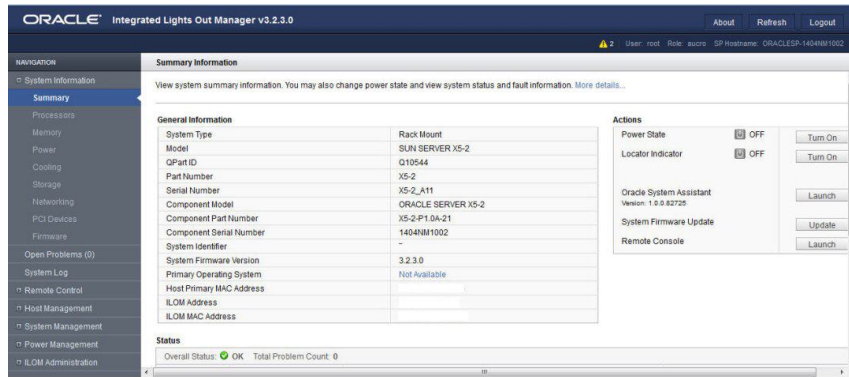 ORACLE® Integrated Lights Out Manager v3.2.3.0
About Refresh Logout
2 User: root Role: aucro SP Hostname: ORACLESP-1404NM1002
NAVIGATION
System Information
Summary
Processors
Memory
Power
Cooling
Storage
Networking
PCI Devices
Firmware
Open Problems (0)
System Log
Remote Control
Host Management
System Management
Power Management
ILOM Administration
Summary Information
View system summary information. You may also change power state and view system status and fault information. More details...
General Information
System Type Rack Mount
Model SUN SERVER X5-2
QPart ID Q10544
Part Number X5-2
Serial Number X5-2_A11
Component Model ORACLE SERVER X5-2
Component Part Number X5-2-P1.0A-21
Component Serial Number 1404NM1002
System Identifier -
System Firmware Version 3.2.3.0
Primary Operating System Not Available
Host Primary MAC Address
ILOM Address
ILOM MAC Address
Actions
Power State OFF Turn On
Locator Indicator OFF Turn On
Oracle System Assistant Launch
Version: 1.0.0.82725
System Firmware Update Update
Remote Console Launch
Status
Overall Status: OK Total Problem Count: 0